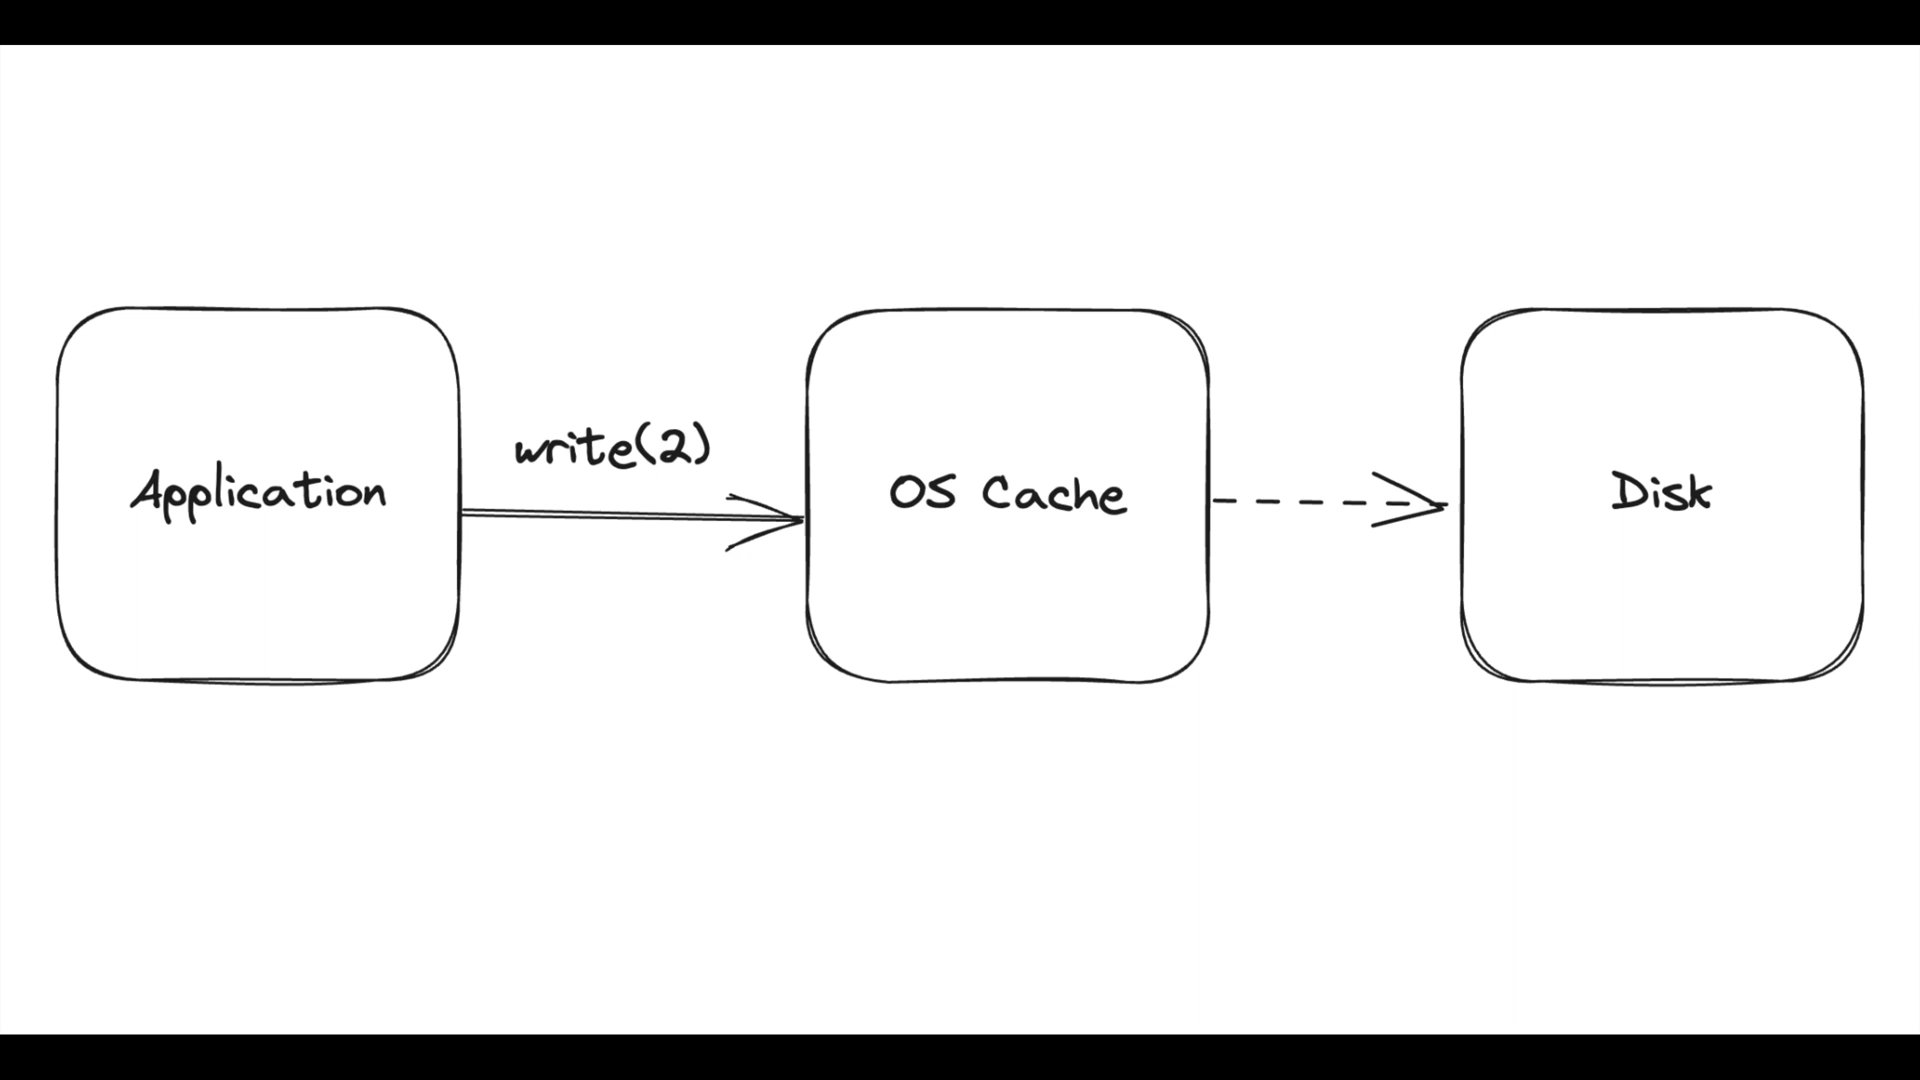 Application
write(2)
OS Cache
Disk